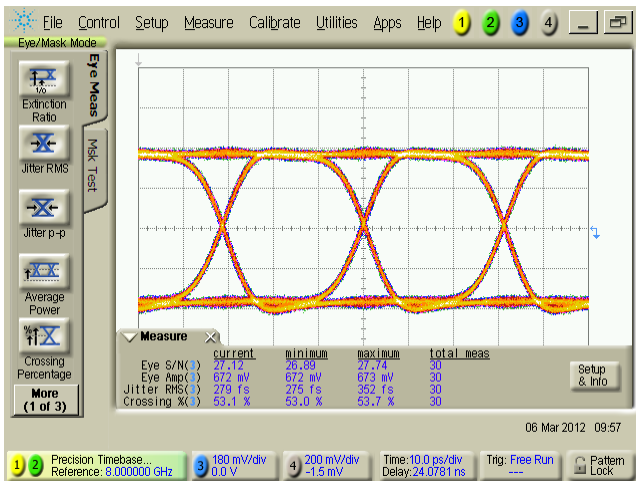 File Control Setup Measure Calibrate Utilities Apps Help 1 2 3 4
Eye/Mask Mode
Eye Meas
Msk Test
1/0
Extinction
Ratio
Jitter RMS
Jitter p-p
Average
Power
%
Crossing
Percentage
More
(1 of 3)
Measure
current minimum maximum total meas
Eye S/N(3) 27.12 26.89 27.74 30
Eye Amp(3) 672 mV 672 mV 673 mV 30
Jitter RMS(3) 279 fs 275 fs 352 fs 30
Crossing %(3) 53.1 % 53.0 % 53.7 % 30
Setup
& Info
06 Mar 2012 09:57
1 2 Precision Timebase...
Reference: 8.000000 GHz
3 180 mV/div
0.0 V
4 200 mV/div
-1.5 mV
Time:10.0 ps/div
Delay:24.0781 ns
Trig: Free Run
---
Pattern
Lock